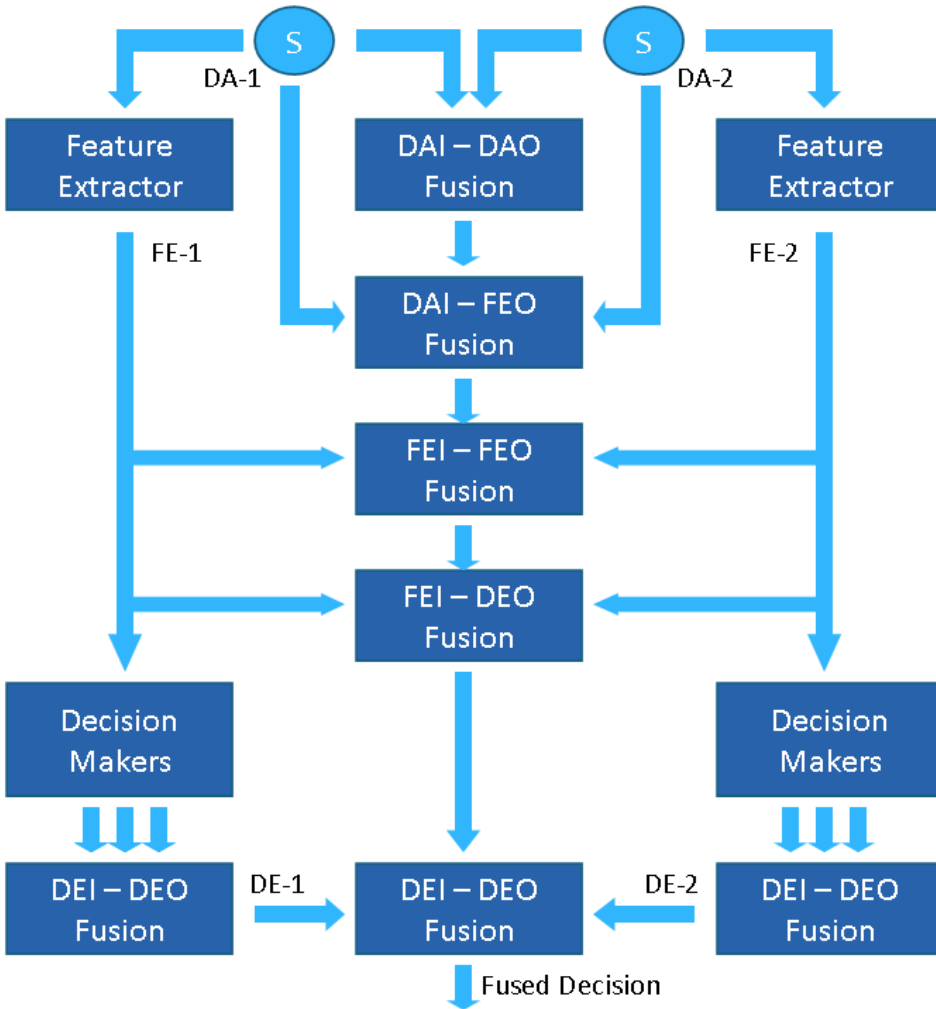 S
S
DA-1
DA-2
Feature
Extractor
DAI – DAO
Fusion
Feature
Extractor
FE-1
FE-2
DAI – FEO
Fusion
FEI – FEO
Fusion
FEI – DEO
Fusion
Decision
Makers
Decision
Makers
DEI – DEO
Fusion
DE-1
DEI – DEO
Fusion
DE-2
DEI – DEO
Fusion
Fused Decision